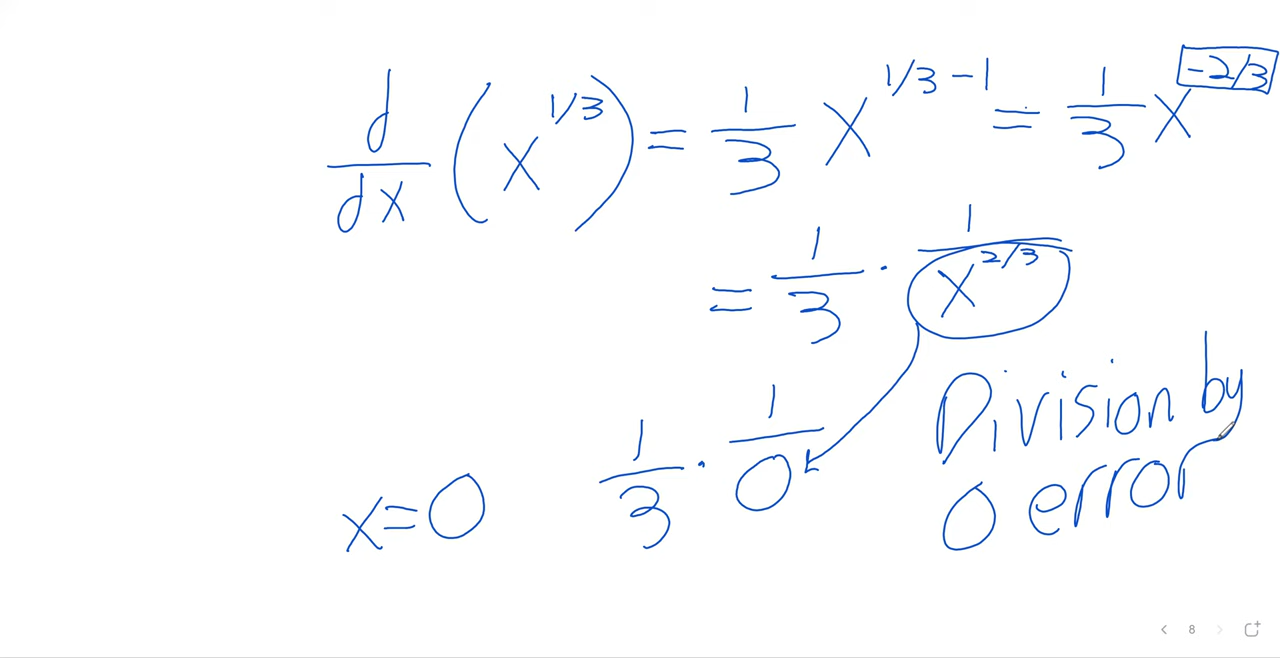 d/dx (x^1/3) = 1/3 x^1/3 - 1 = 1/3 x^-2/3
= 1/3 · 1/x^2/3
x = 0 1/3 · 1/0
Division by
0 error
8